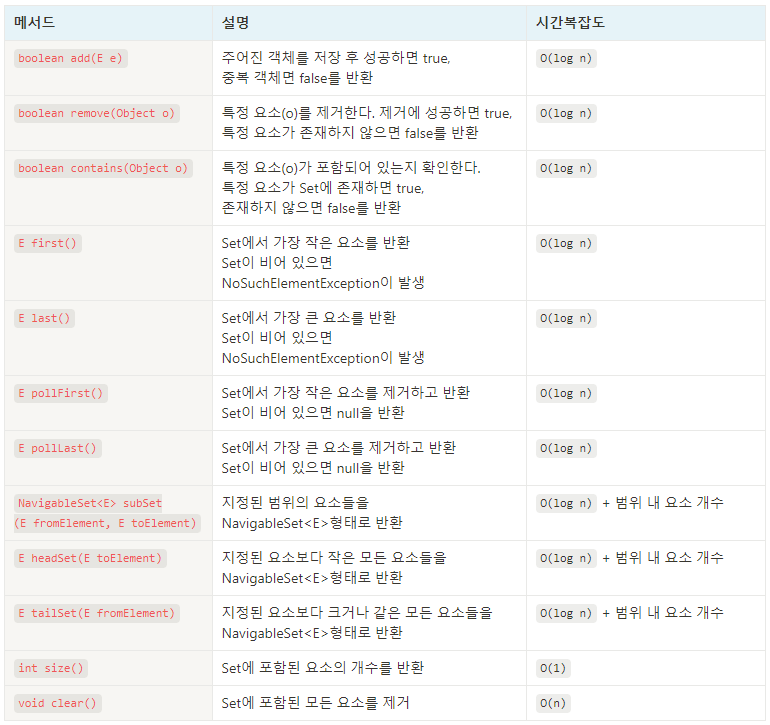 메서드 설명 시간복잡도
boolean add(E e) 주어진 객체를 저장 후 성공하면 true, O(log n)
중복 객체면 false를 반환
boolean remove(Object o) 특정 요소(o)를 제거한다. 제거에 성공하면 true, O(log n)
특정 요소가 존재하지 않으면 false를 반환
boolean contains(Object o) 특정 요소(o)가 포함되어 있는지 확인한다. O(log n)
특정 요소가 Set에 존재하면 true,
존재하지 않으면 false를 반환
E first() Set에서 가장 작은 요소를 반환 O(log n)
Set이 비어 있으면
NoSuchElementException이 발생
E last() Set에서 가장 큰 요소를 반환 O(log n)
Set이 비어 있으면
NoSuchElementException이 발생
E pollFirst() Set에서 가장 작은 요소를 제거하고 반환 O(log n)
Set이 비어 있으면 null을 반환
E pollLast() Set에서 가장 큰 요소를 제거하고 반환 O(log n)
Set이 비어 있으면 null을 반환
NavigableSet<E> subSet 지정된 범위의 요소들을 O(log n) + 범위 내 요소 개수
(E fromElement, E toElement) NavigableSet<E>형태로 반환
E headSet(E toElement) 지정된 요소보다 작은 모든 요소들을 O(log n) + 범위 내 요소 개수
NavigableSet<E>형태로 반환
E tailSet(E fromElement) 지정된 요소보다 크거나 같은 모든 요소들을 O(log n) + 범위 내 요소 개수
NavigableSet<E>형태로 반환
int size() Set에 포함된 요소의 개수를 반환 O(1)
void clear() Set에 포함된 모든 요소를 제거 O(n)